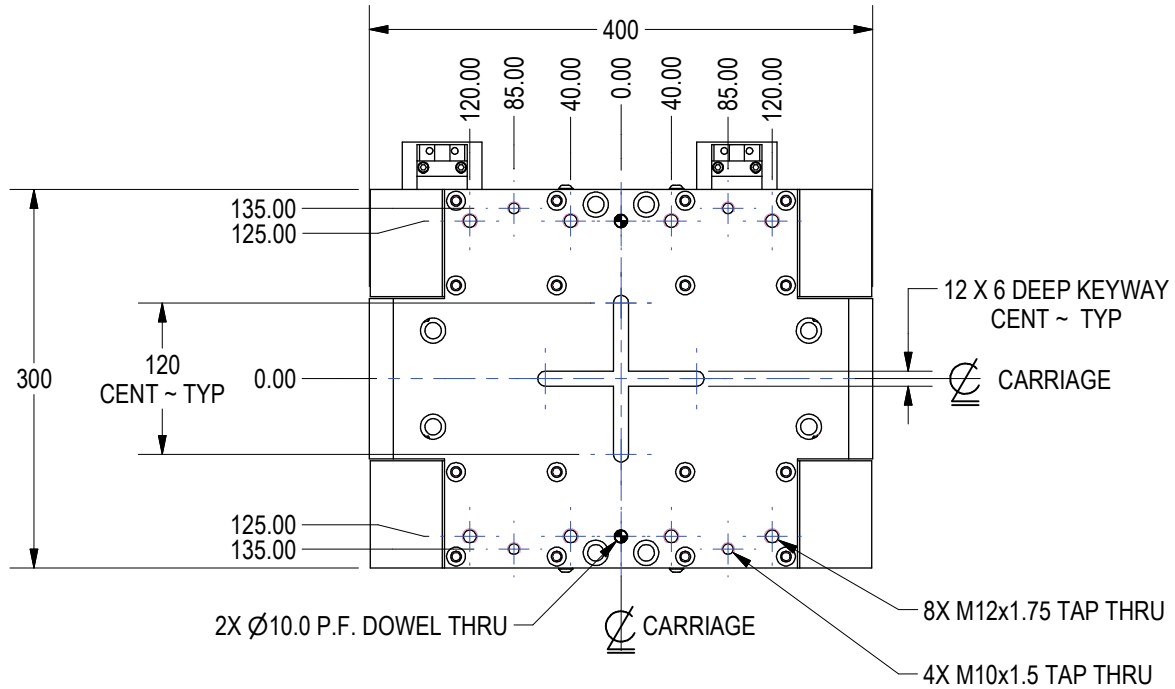 400
120.00
85.00
40.00
0.00
40.00
85.00
120.00
135.00
125.00
12 X 6 DEEP KEYWAY
CENT ~ TYP
120
CENT ~ TYP
300
0.00
CARRIAGE
125.00
135.00
2X Ø10.0 P.F. DOWEL THRU
CARRIAGE
8X M12x1.75 TAP THRU
4X M10x1.5 TAP THRU